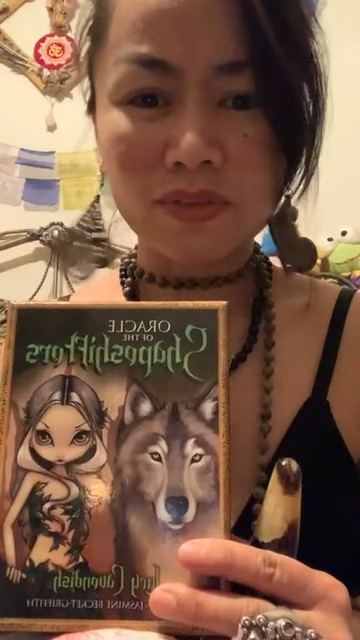 ORACLE
OF THE
Shapeshifters
Lucy Cavendish
JASMINE BECKET-GRIFFITH